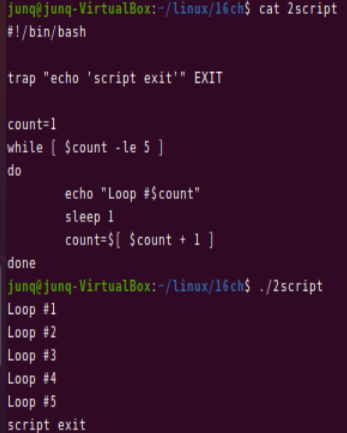 junq@junq-VirtualBox:~/linux/16ch$ cat 2script
#!/bin/bash

trap "echo 'script exit'" EXIT

count=1
while [ $count -le 5 ]
do
        echo "Loop #$count"
        sleep 1
        count=$[ $count + 1 ]
done
junq@junq-VirtualBox:~/linux/16ch$ ./2script
Loop #1
Loop #2
Loop #3
Loop #4
Loop #5
script exit